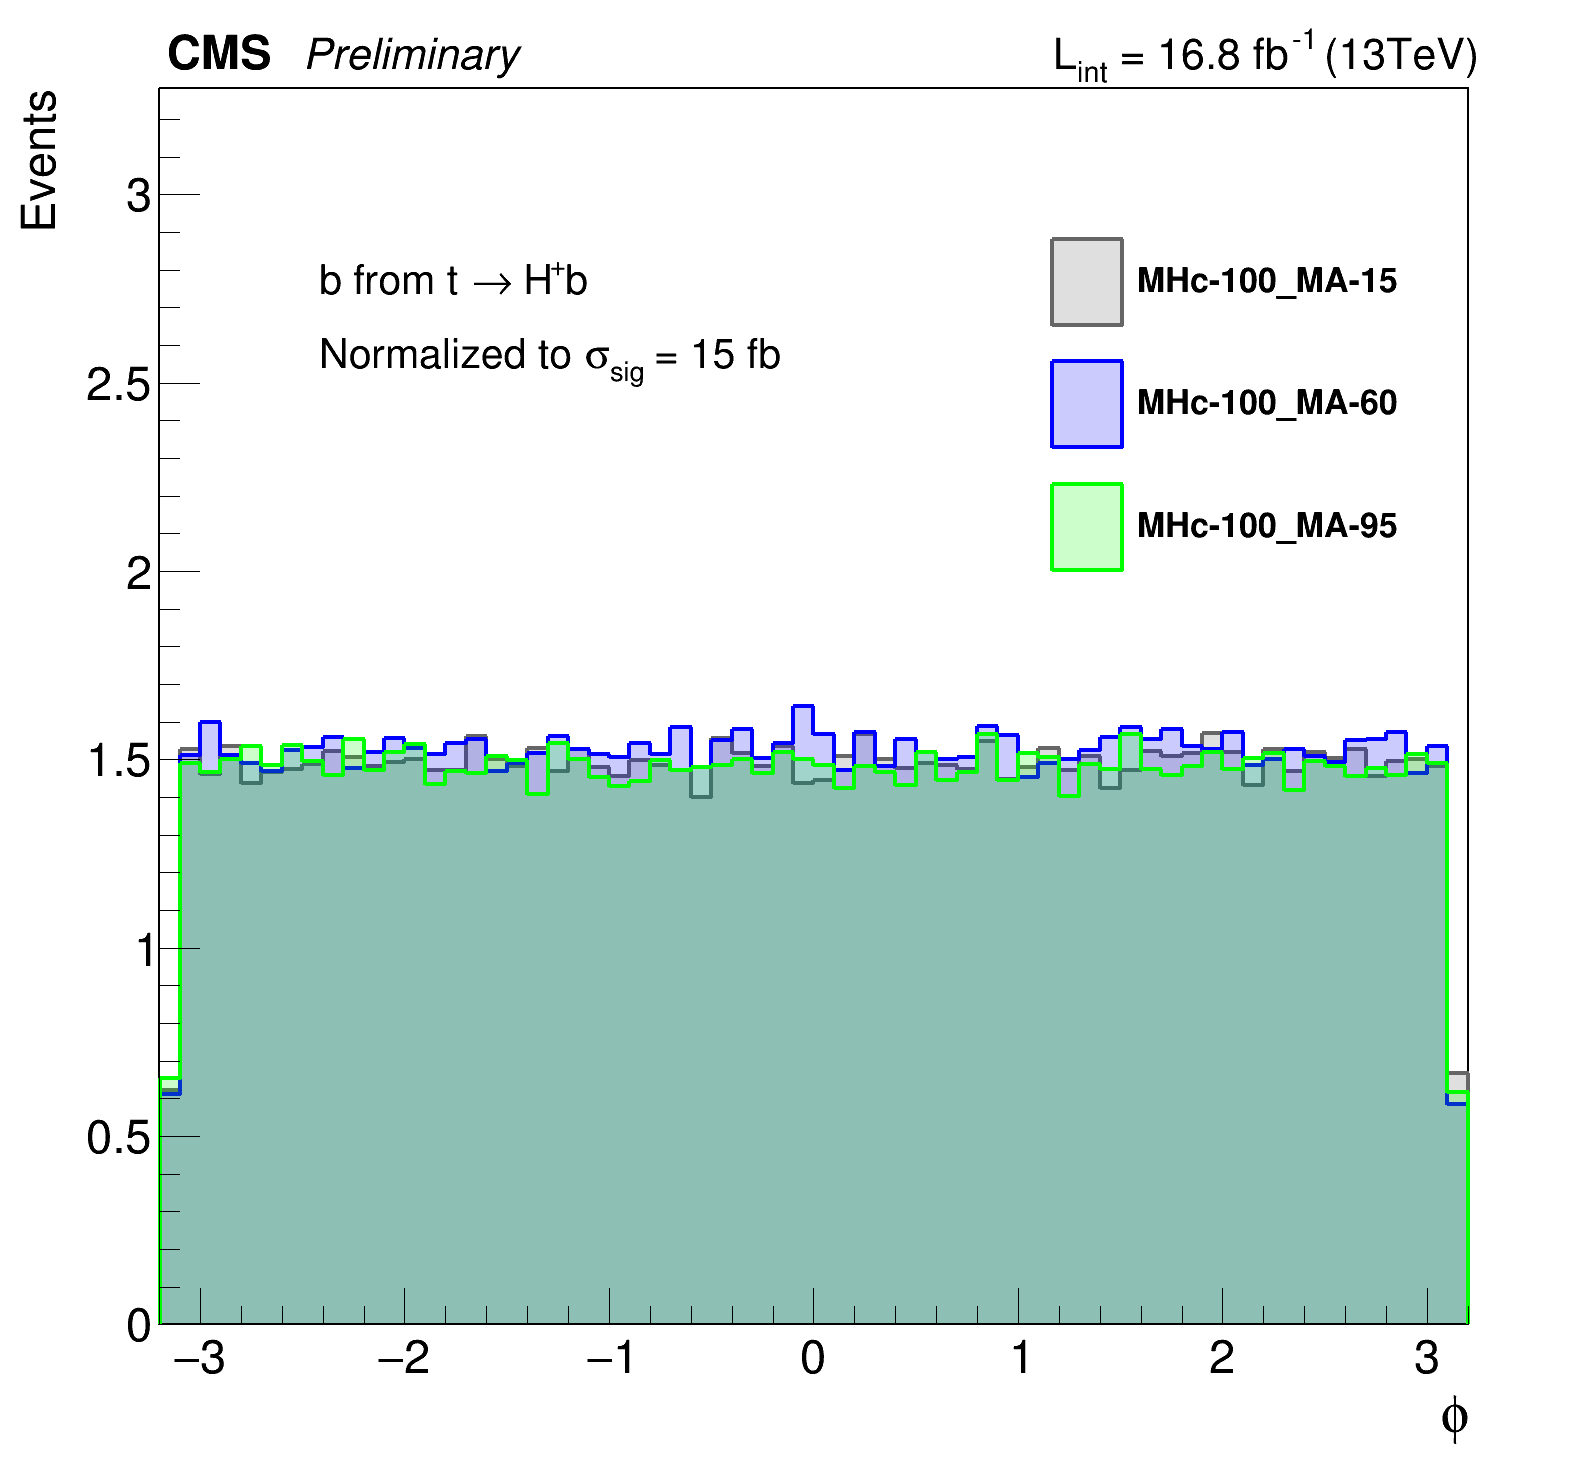 CMS Preliminary
L_int = 16.8 fb^-1 (13TeV)
Events
3
2.5
2
1.5
1
0.5
0
b from t → H⁺b
Normalized to σ_sig = 15 fb
MHc-100_MA-15
MHc-100_MA-60
MHc-100_MA-95
−3 −2 −1 0 1 2 3
ϕ